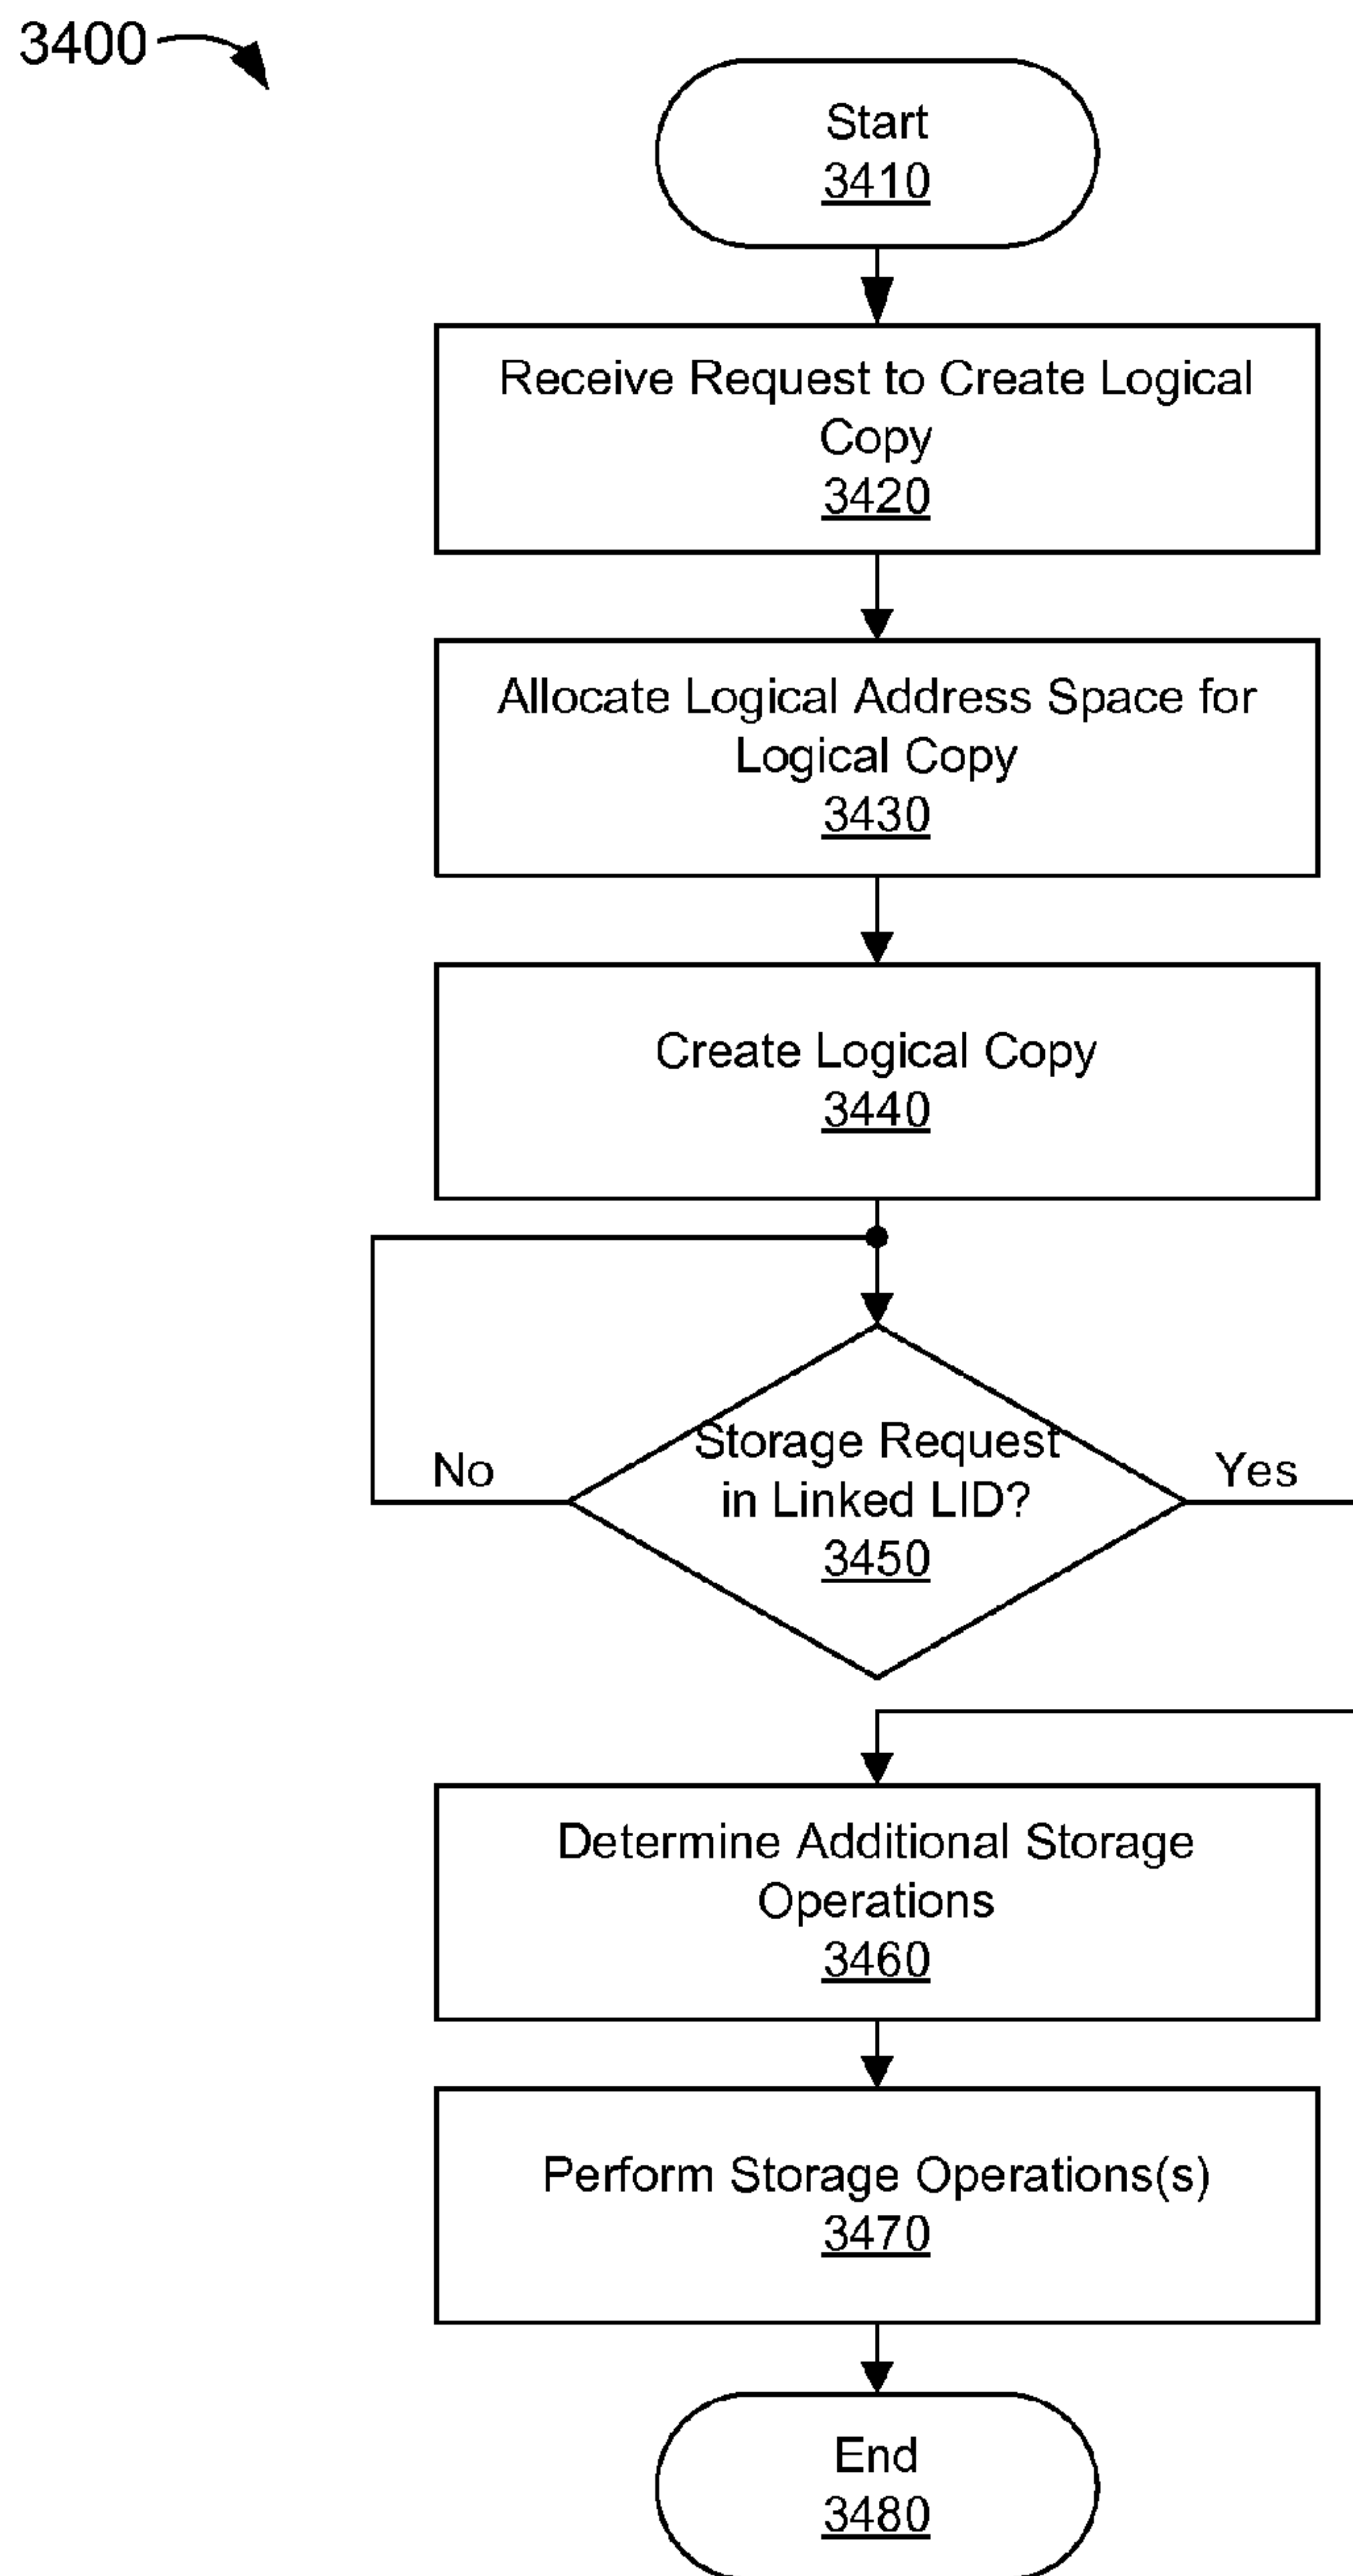 3400
Start
3410
Receive Request to Create Logical
Copy
3420
Allocate Logical Address Space for
Logical Copy
3430
Create Logical Copy
3440
Storage Request
in Linked LID?
3450
No
Yes
Determine Additional Storage
Operations
3460
Perform Storage Operations(s)
3470
End
3480